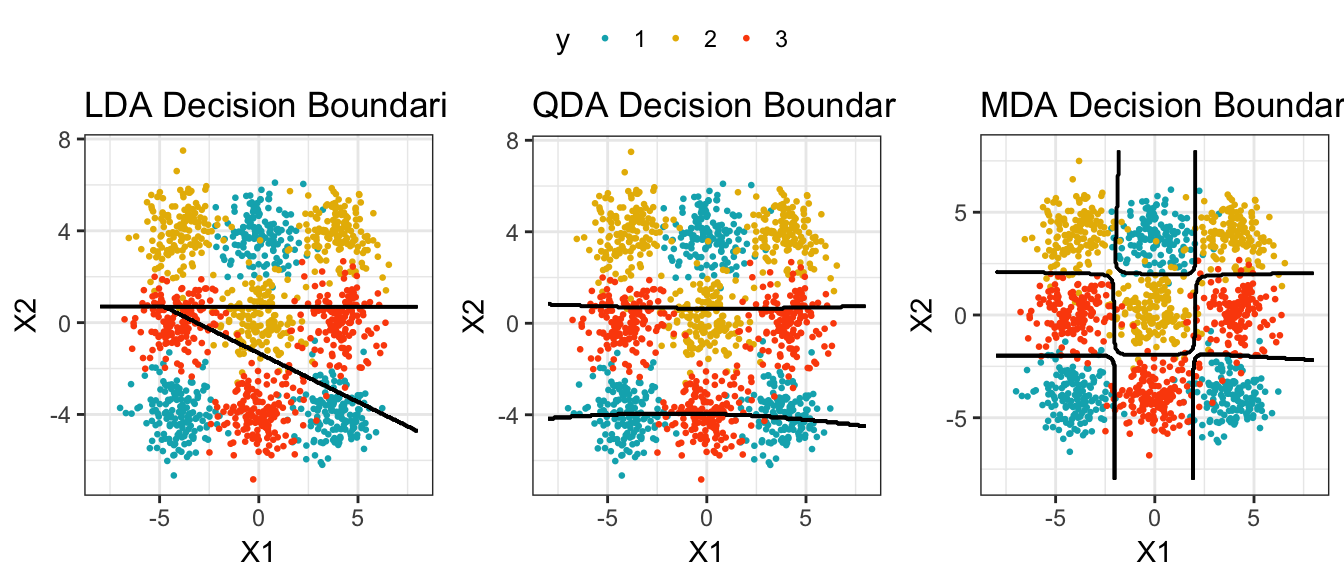 y 1 2 3
LDA Decision Boundari
QDA Decision Boundar
MDA Decision Boundar
8
4
0
-4
X2
-5 0 5
X1
8
4
0
-4
X2
-5 0 5
X1
5
0
-5
X2
-5 0 5
X1